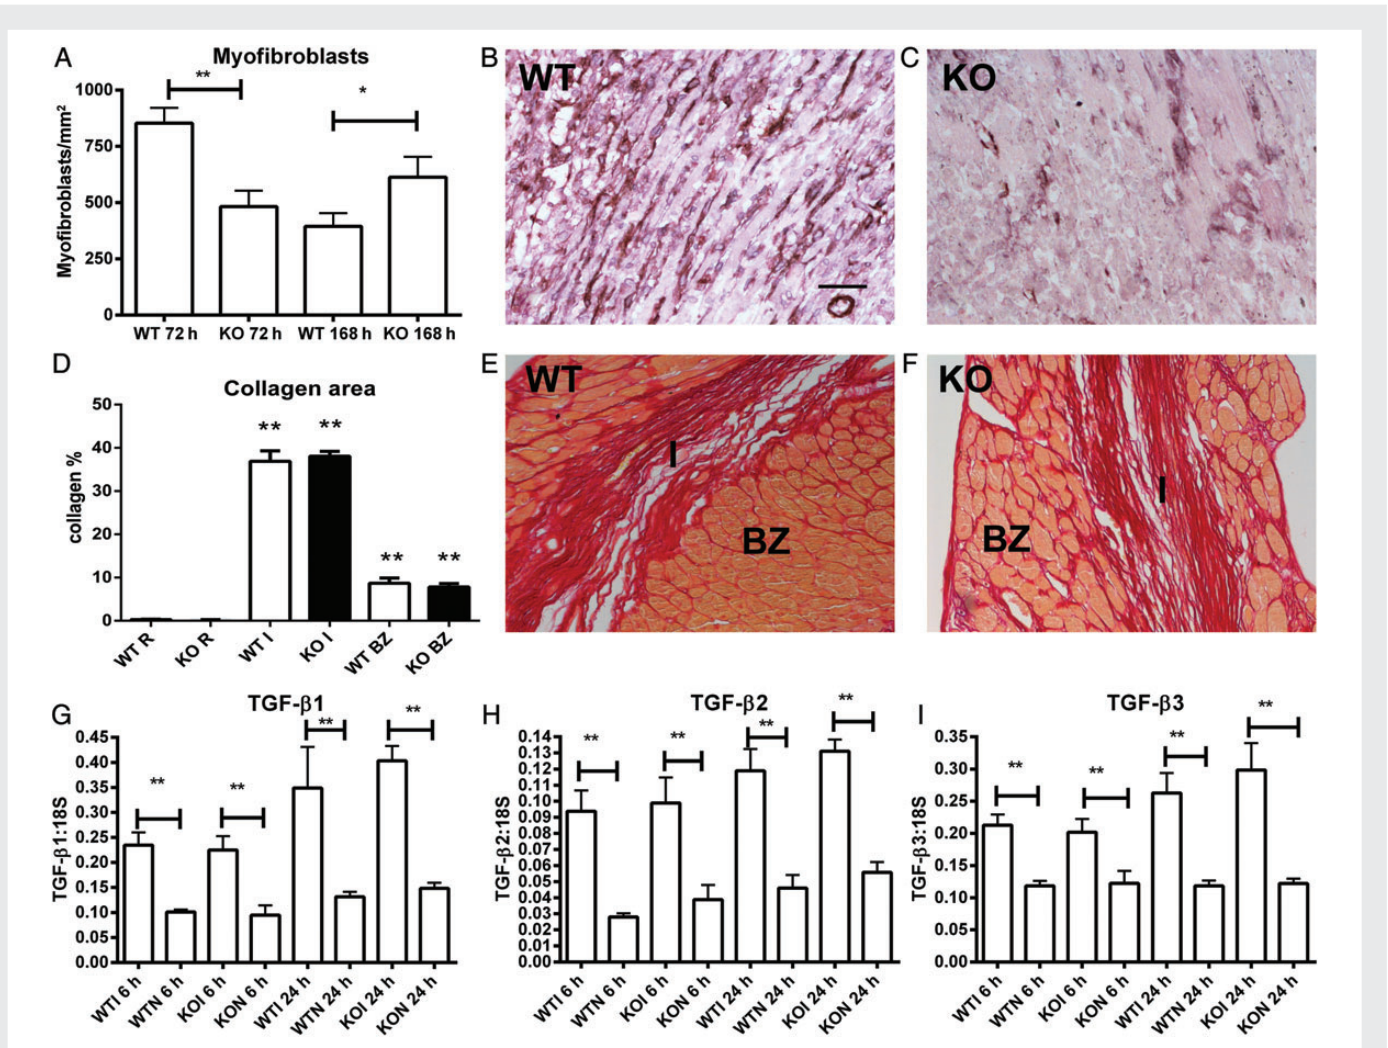 A
Myofibroblasts
**
*
Myofibroblasts/mm2
1000
750
500
250
0
WT 72 h
KO 72 h
WT 168 h
KO 168 h
B
WT
C
KO
D
Collagen area
collagen %
50
40
30
20
10
0
**
**
**
**
WT R
KO R
WT I
KO I
WT BZ
KO BZ
E
WT
I
BZ
F
KO
I
BZ
G
TGF-β1
**
**
**
**
TGF-β1:18S
0.45
0.40
0.35
0.30
0.25
0.20
0.15
0.10
0.05
0.00
WTI 6 h
WTN 6 h
KOI 6 h
KON 6 h
WTI 24 h
WTN 24 h
KOI 24 h
KON 24 h
H
TGF-β2
**
**
**
**
TGF-β2:18S
0.14
0.13
0.12
0.11
0.10
0.09
0.08
0.07
0.06
0.05
0.04
0.03
0.02
0.01
0.00
WTI 6 h
WTN 6 h
KOI 6 h
KON 6 h
WTI 24 h
WTN 24 h
KOI 24 h
KON 24 h
I
TGF-β3
**
**
**
**
TGF-β3:18S
0.35
0.30
0.25
0.20
0.15
0.10
0.05
0.00
WTI 6 h
WTN 6 h
KOI 6 h
KON 6 h
WTI 24 h
WTN 24 h
KOI 24 h
KON 24 h